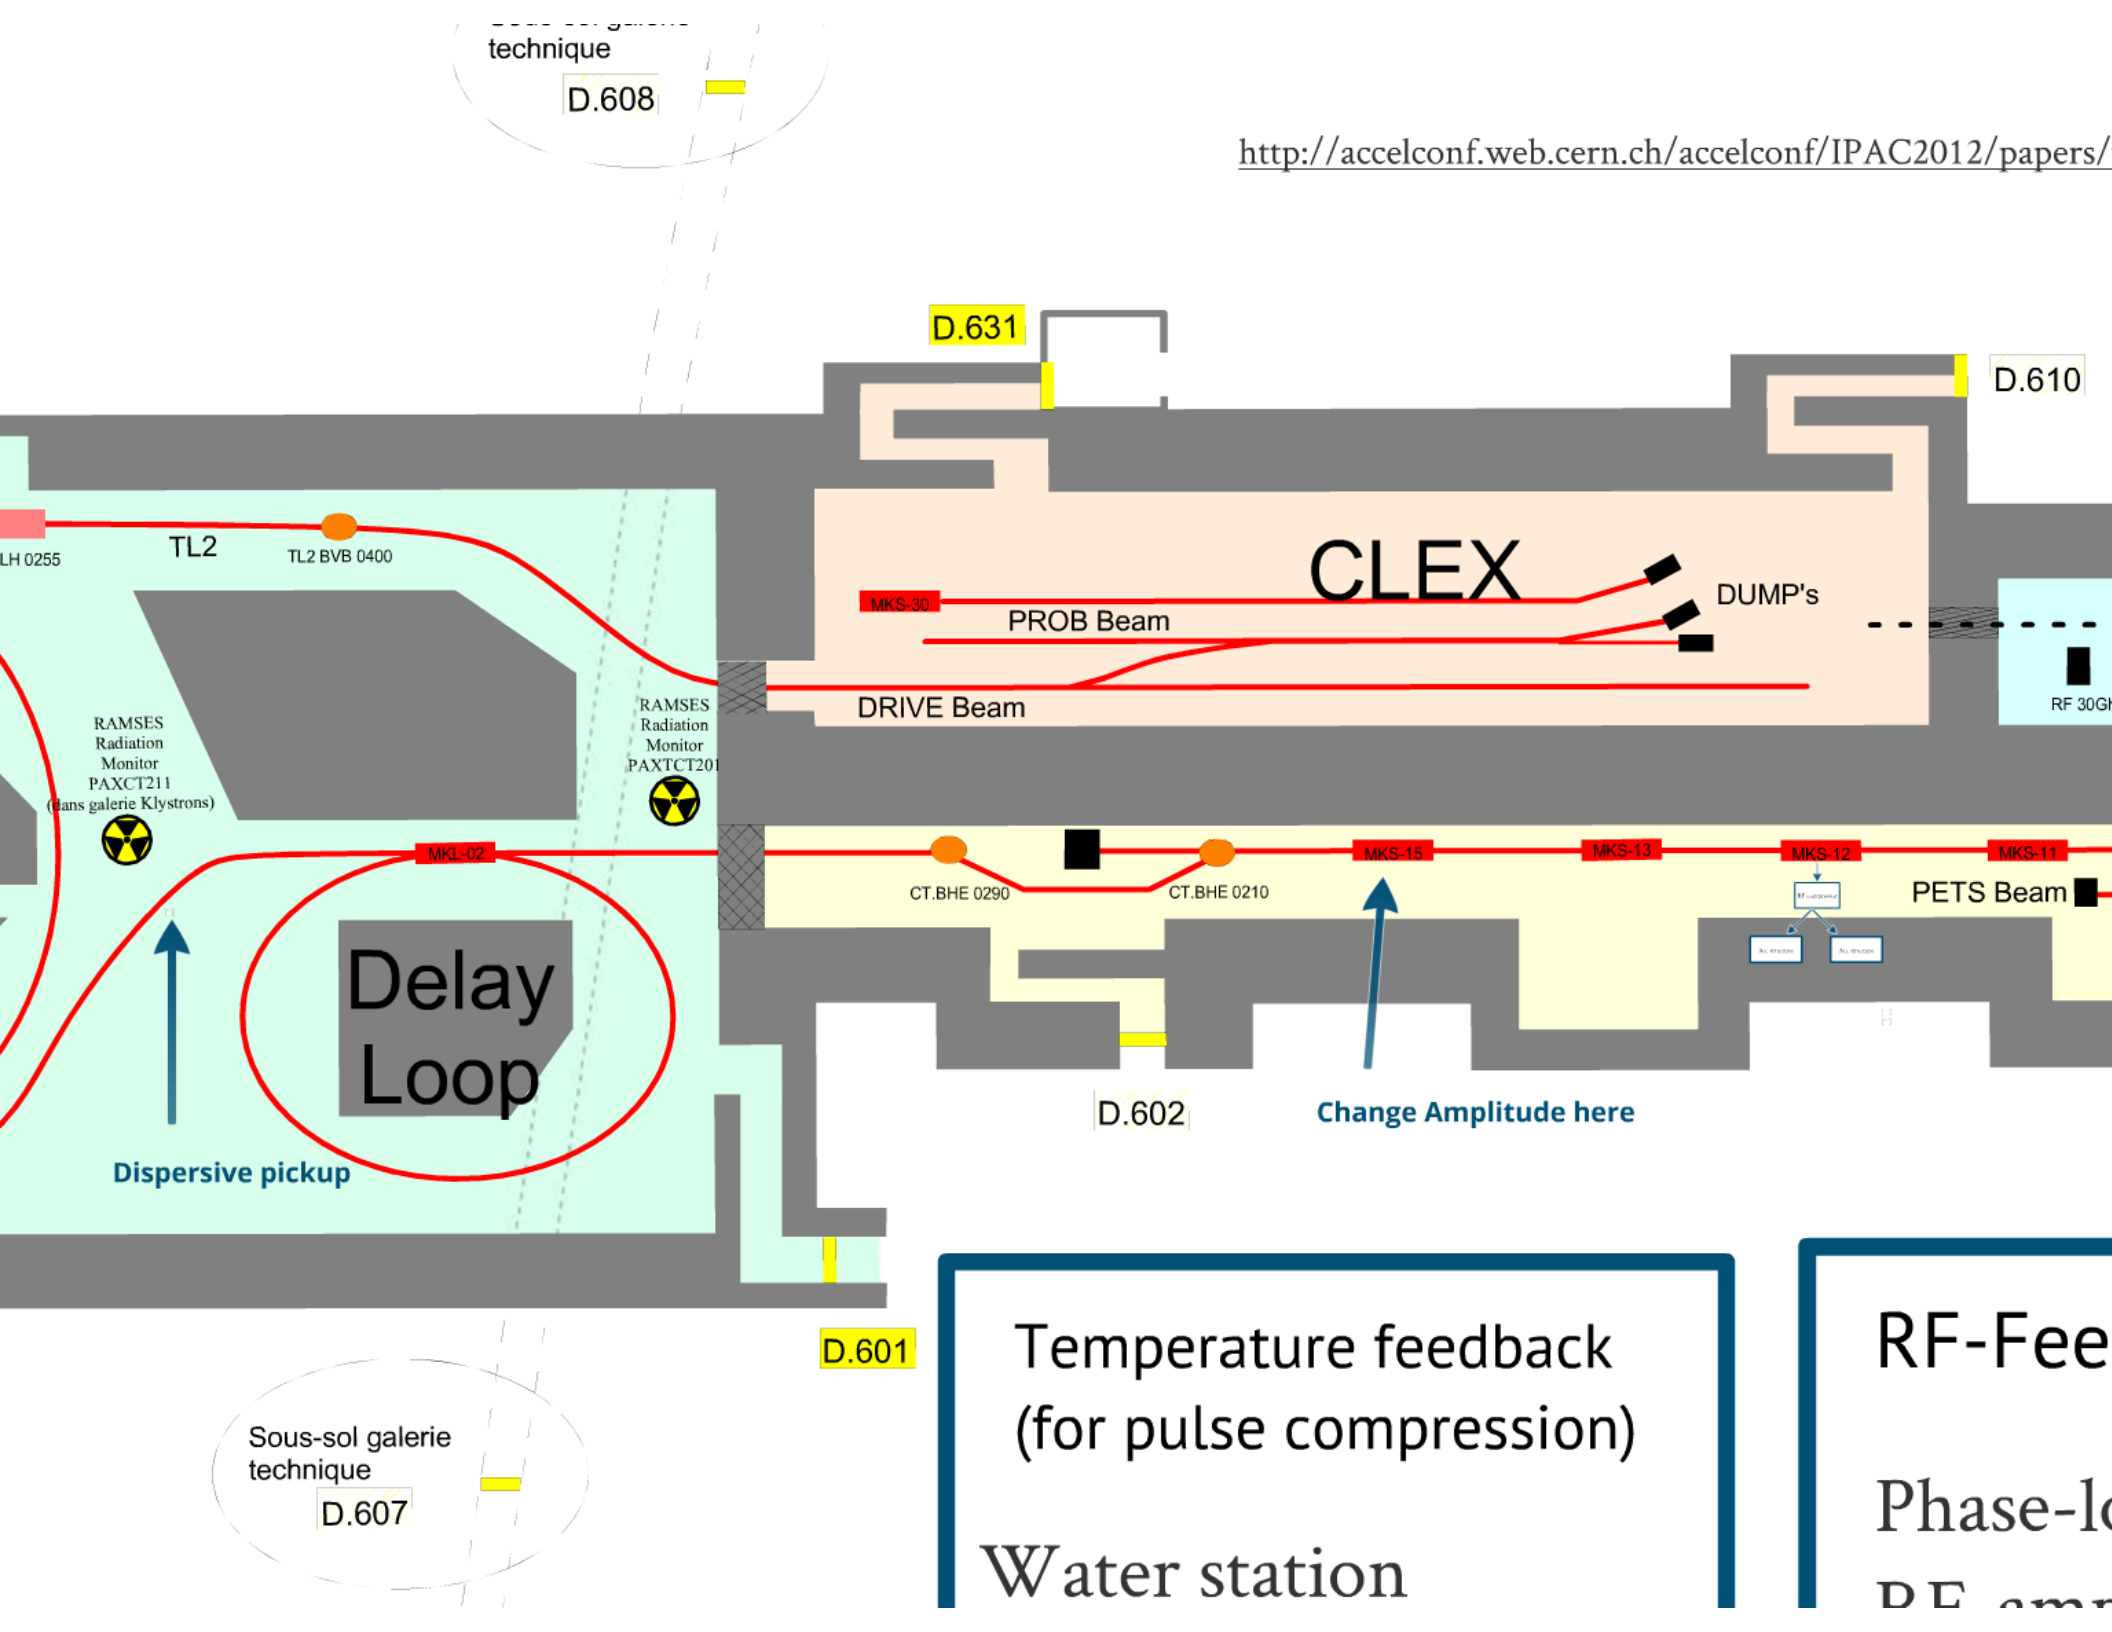 technique
D.608
http://accelconf.web.cern.ch/accelconf/IPAC2012/papers/
D.631
D.610
CLEX
TL2
LH 0255
TL2 BVB 0400
MKS-30
PROB Beam
DUMP's
DRIVE Beam
RF 30GH
RAMSES
Radiation
Monitor
PAXTCT201
RAMSES
Radiation
Monitor
PAXCT211
(dans galerie Klystrons)
MKL-02
MKS-15
MKS-13
MKS-12
MKS-11
CT.BHE 0290
CT.BHE 0210
PETS Beam
Delay
Loop
D.602
Change Amplitude here
Dispersive pickup
D.601
Temperature feedback
(for pulse compression)
Water station
RF-Fee
Phase-lo
Sous-sol galerie
technique
D.607